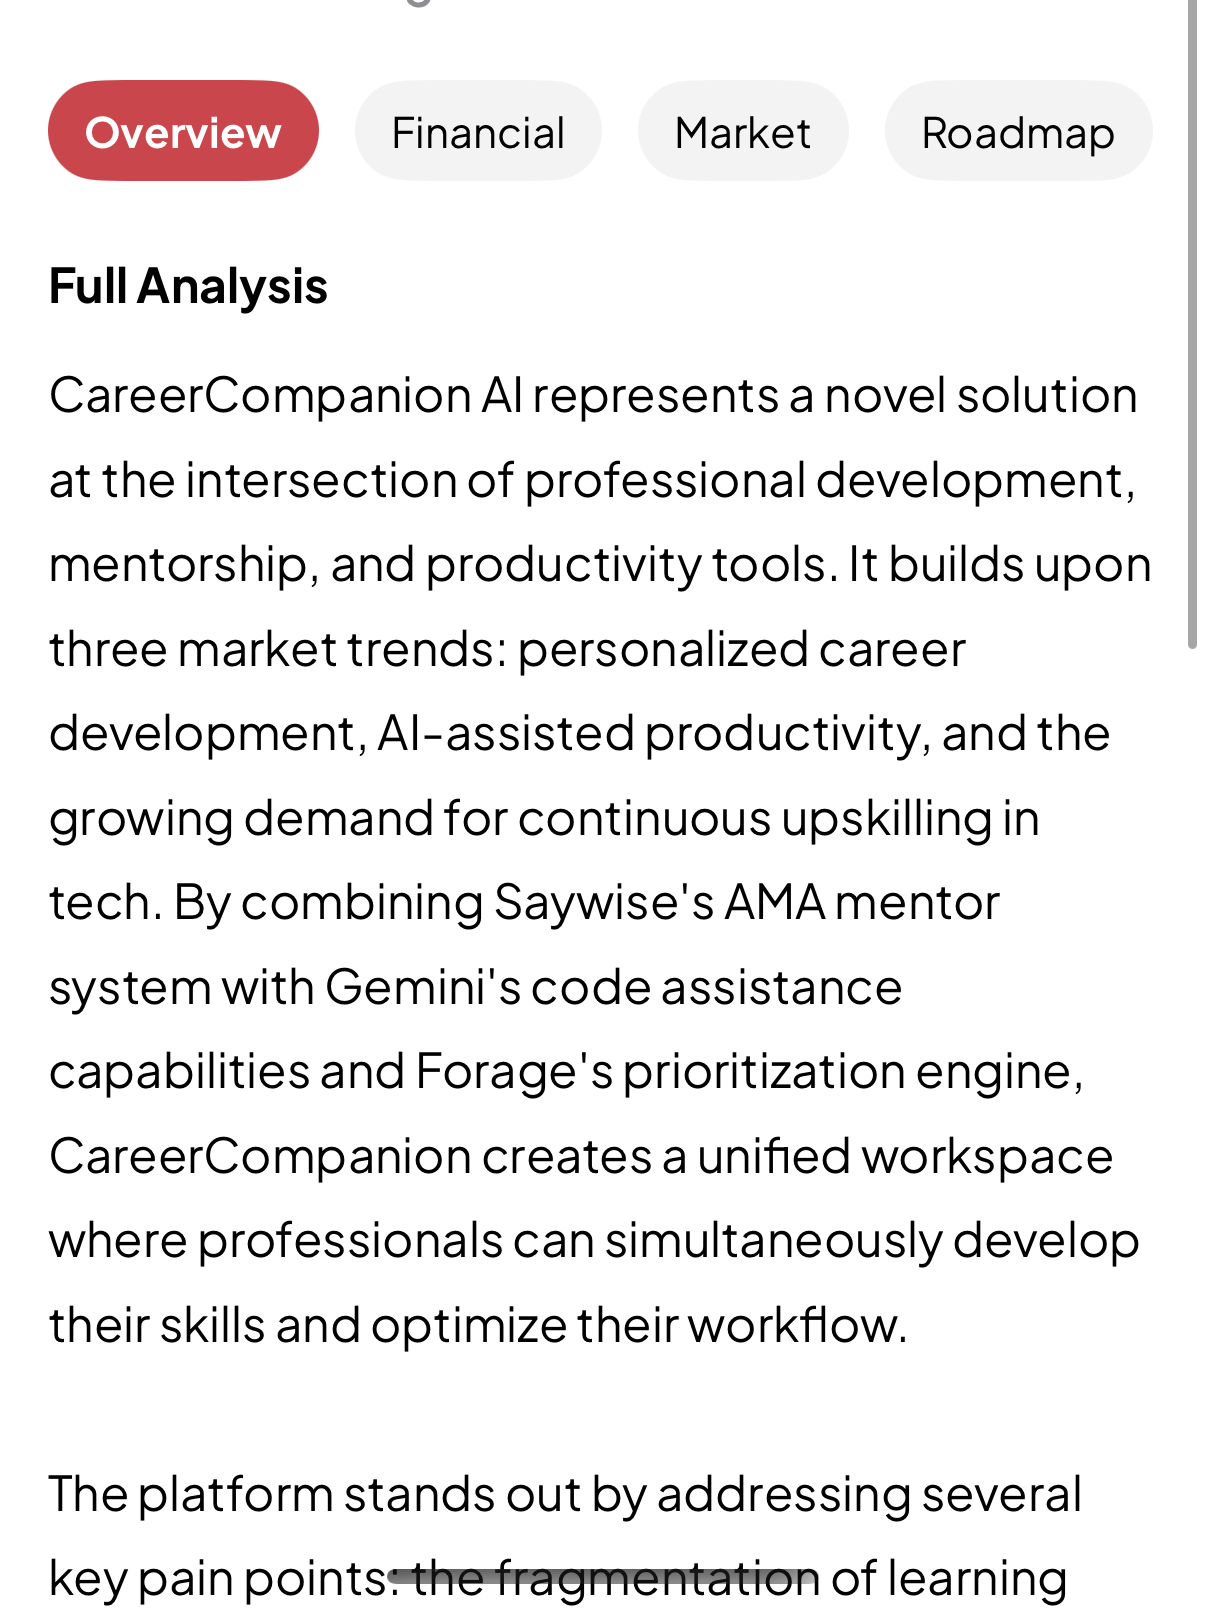 Overview Financial Market Roadmap
Full Analysis
CareerCompanion AI represents a novel solution
at the intersection of professional development,
mentorship, and productivity tools. It builds upon
three market trends: personalized career
development, AI-assisted productivity, and the
growing demand for continuous upskilling in
tech. By combining Saywise's AMA mentor
system with Gemini's code assistance
capabilities and Forage's prioritization engine,
CareerCompanion creates a unified workspace
where professionals can simultaneously develop
their skills and optimize their workflow.
The platform stands out by addressing several
key pain points: the fragmentation of learning